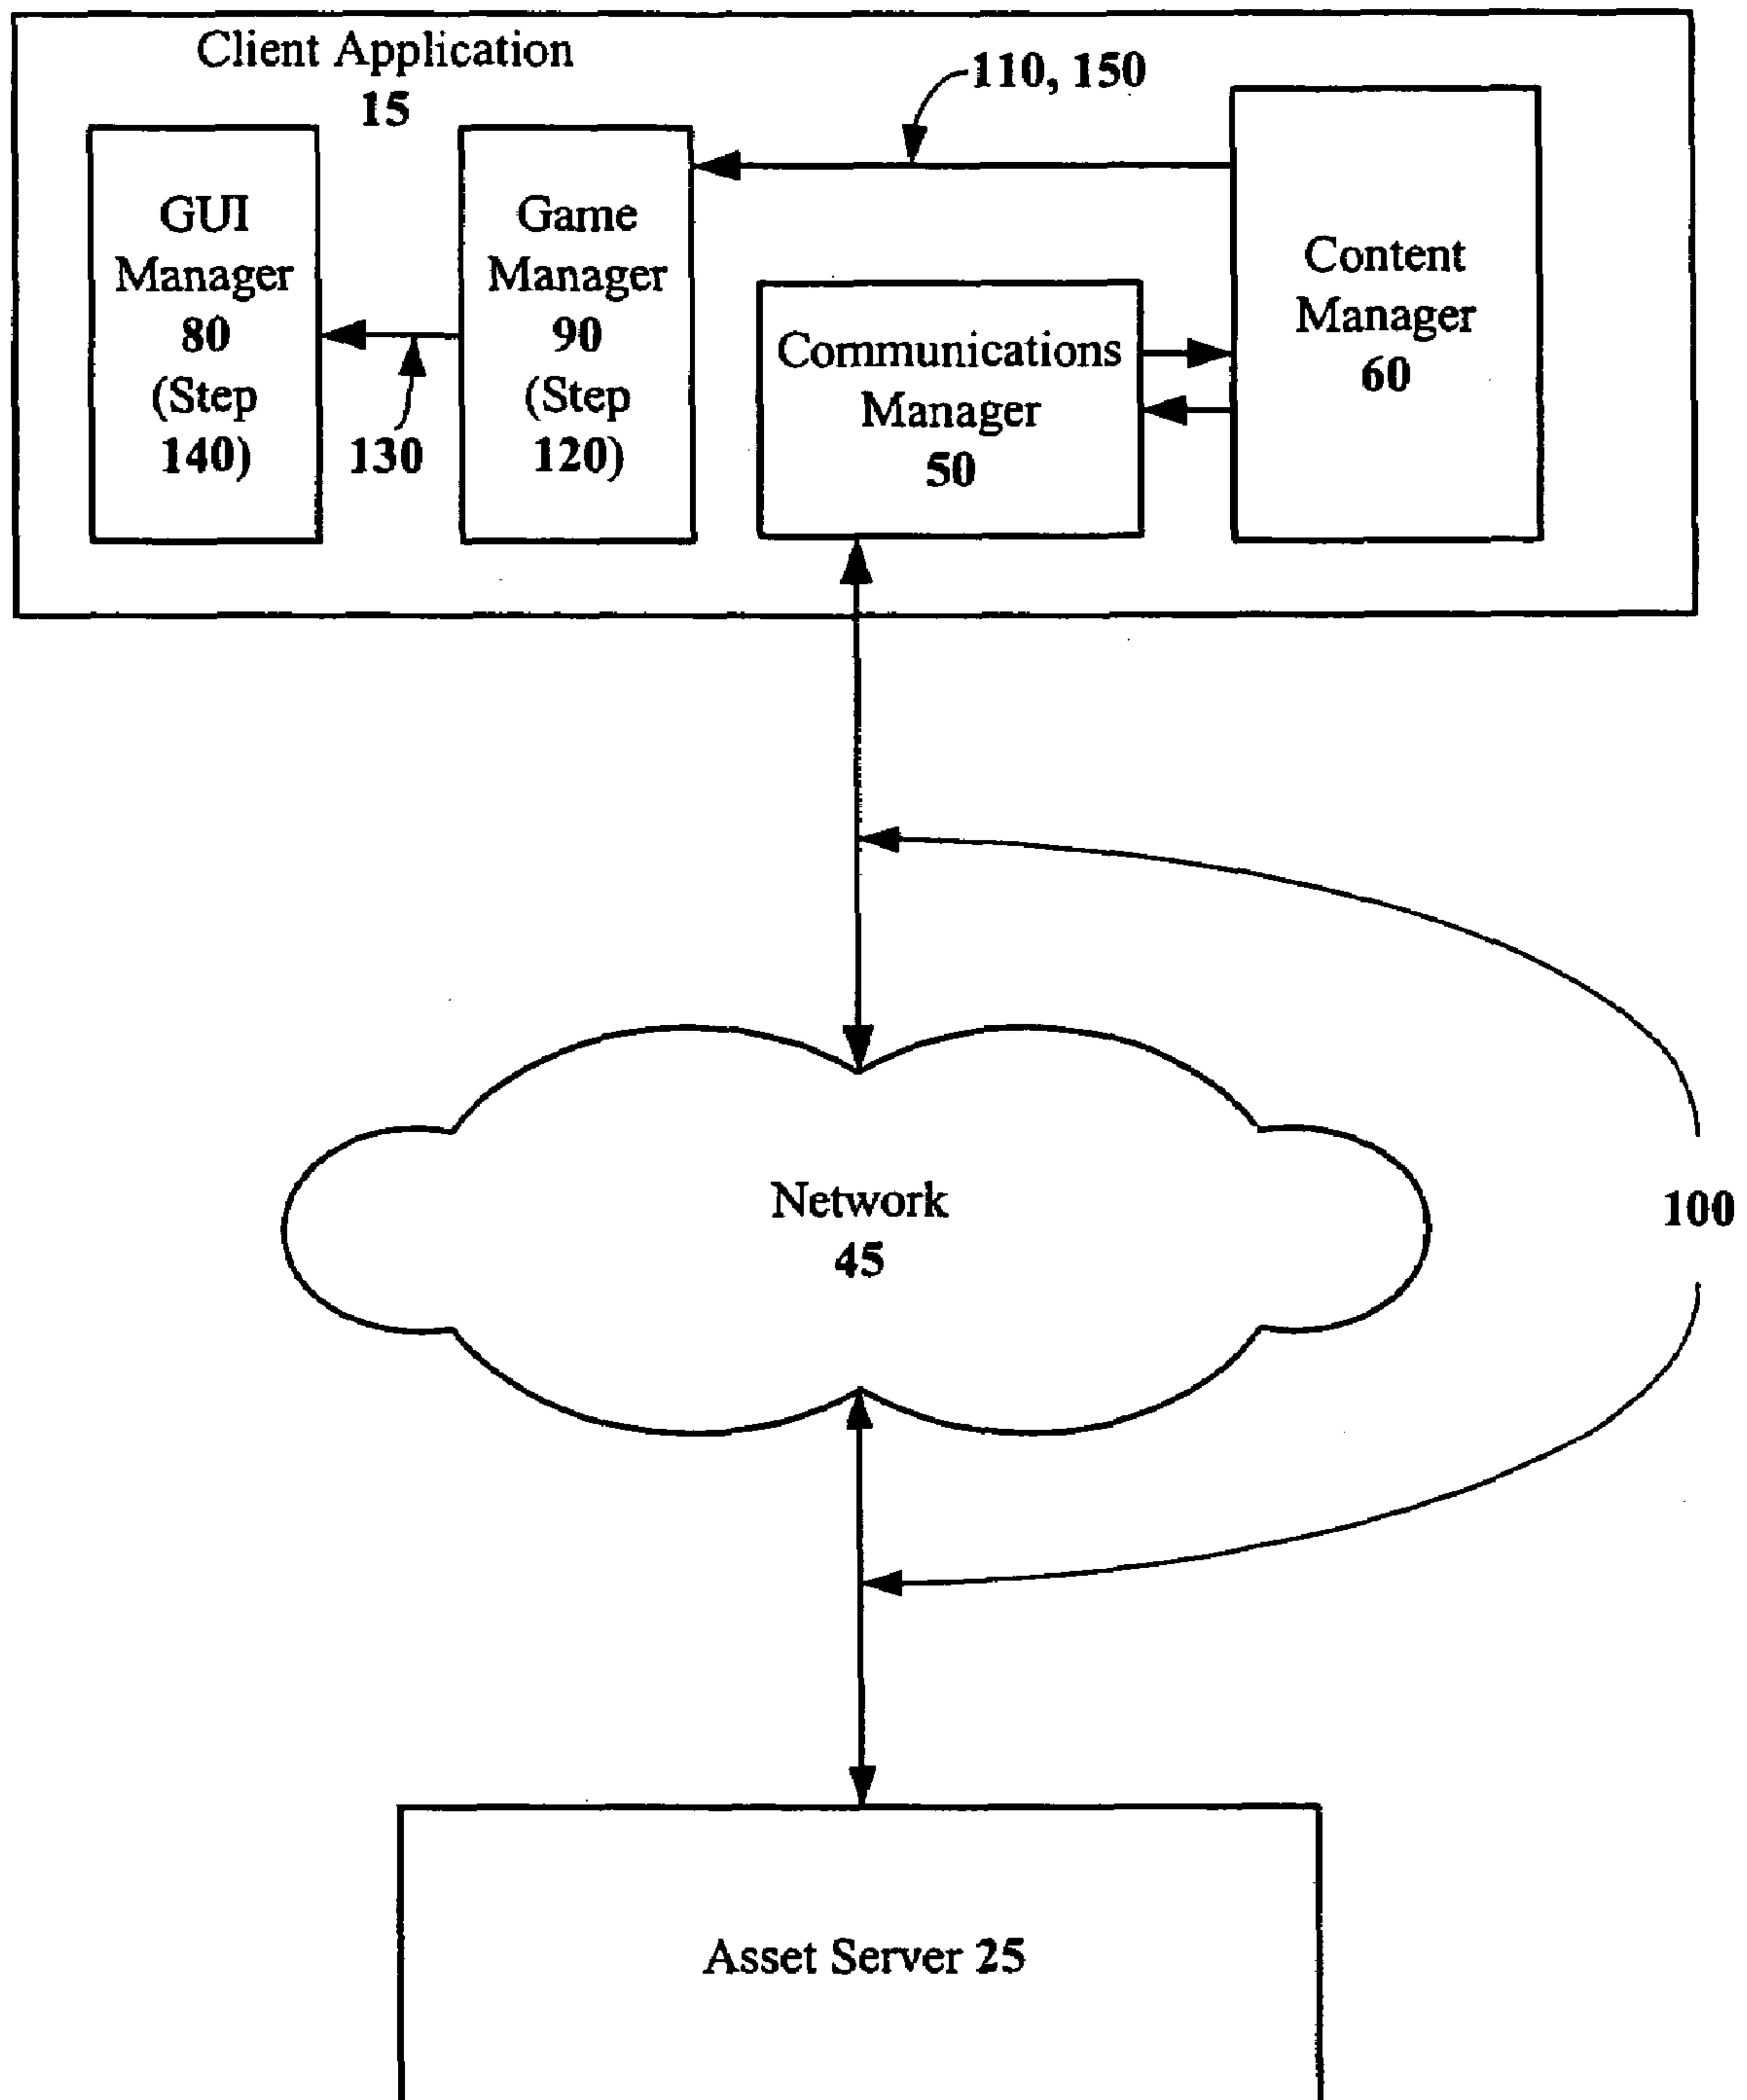 Client Application
15
110, 150
GUI
Manager
80
(Step
140)
130
Game
Manager
90
(Step
120)
Communications
Manager
50
Content
Manager
60
Network
45
100
Asset Server 25